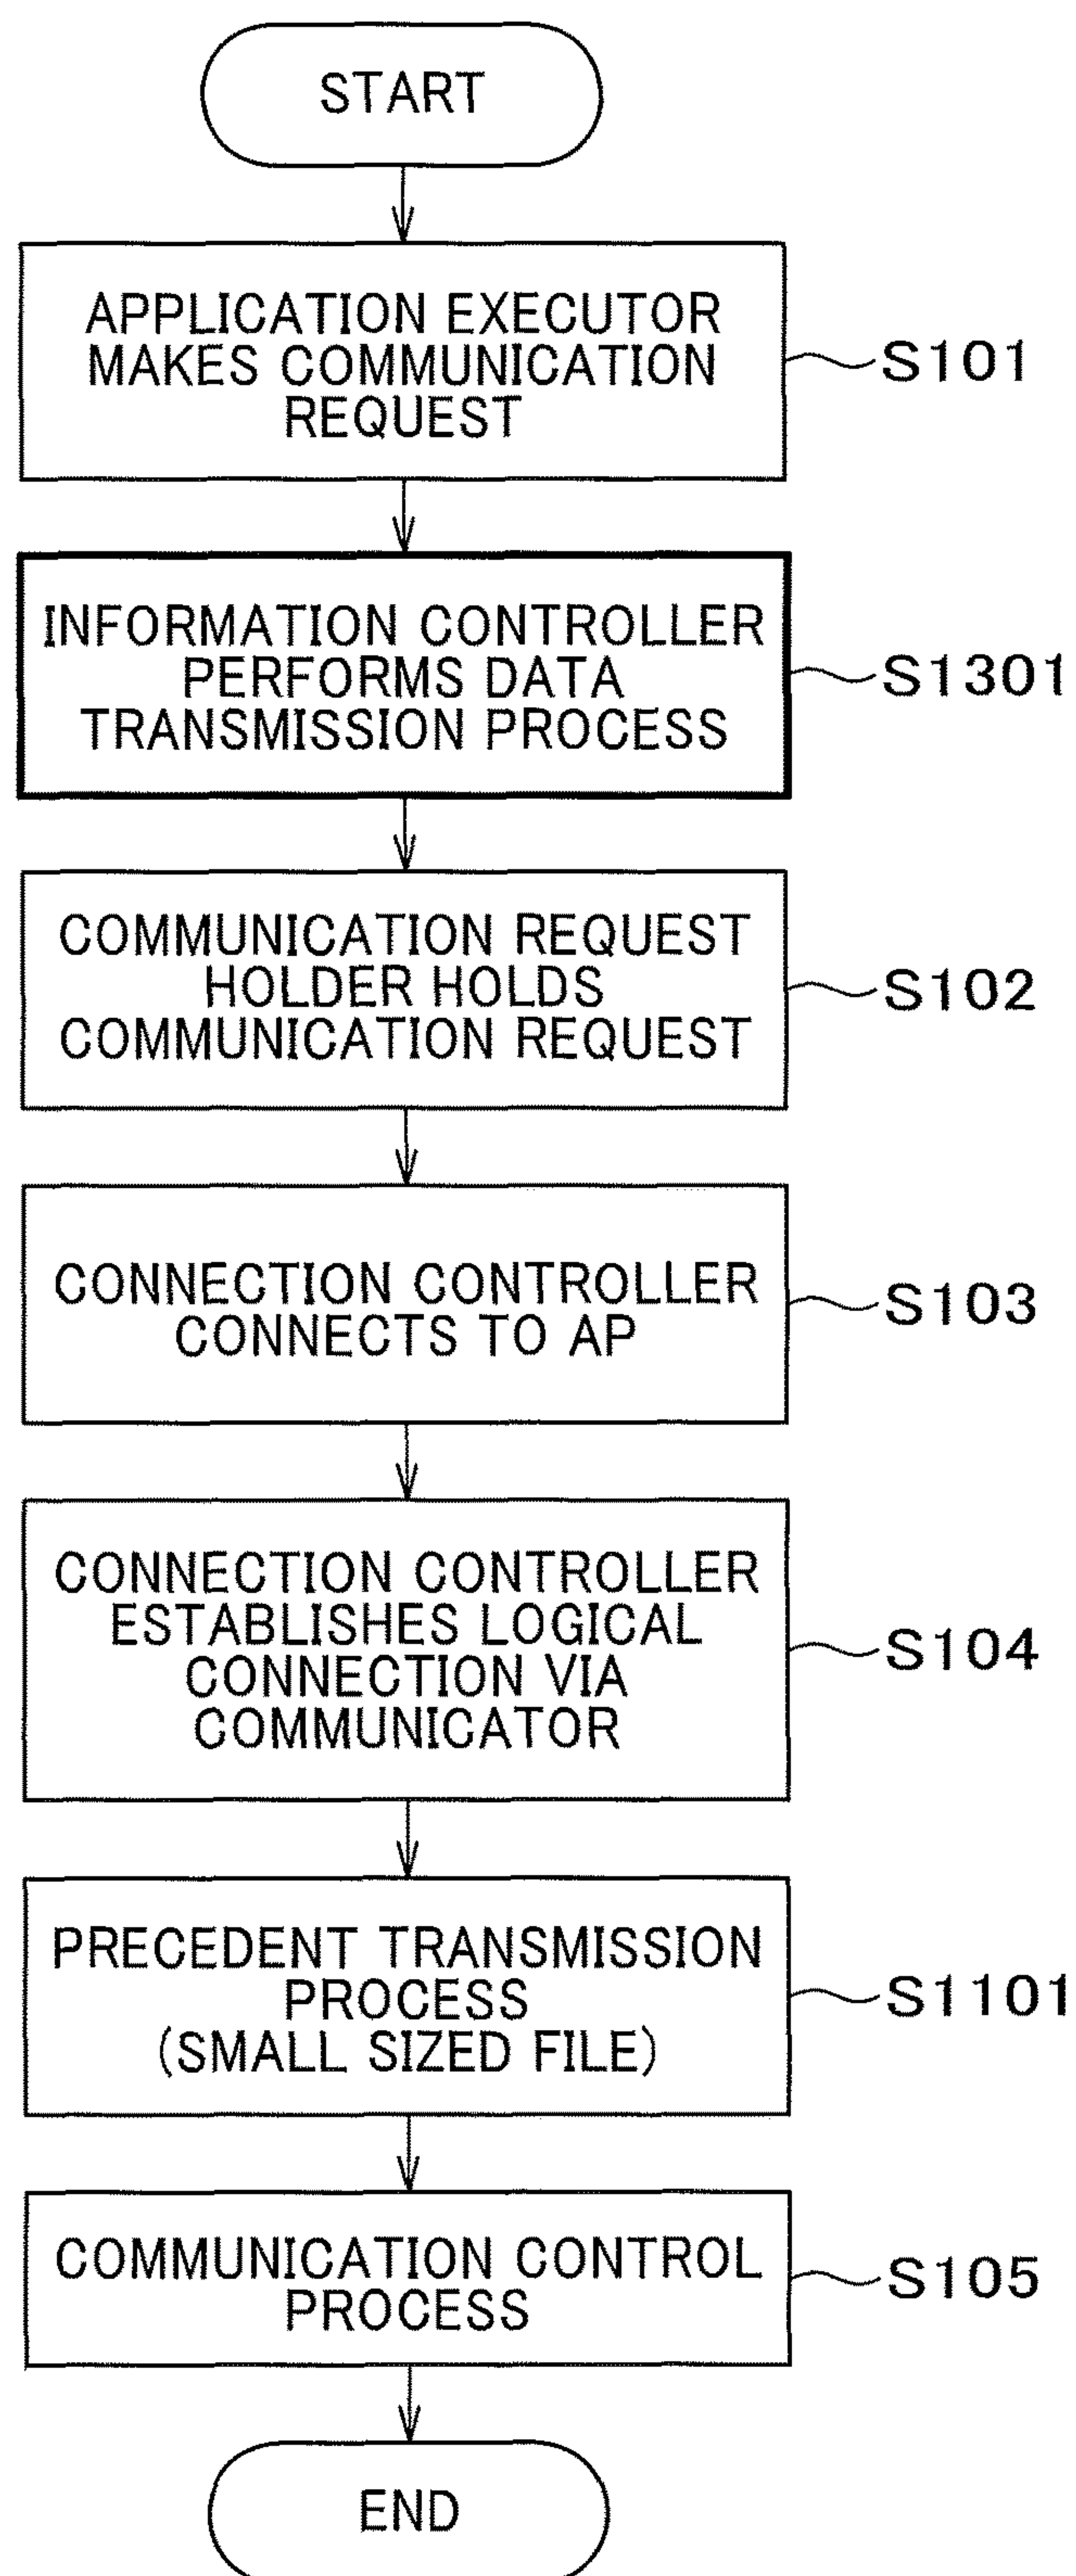 START
APPLICATION EXECUTOR
MAKES COMMUNICATION
REQUEST
S101
INFORMATION CONTROLLER
PERFORMS DATA
TRANSMISSION PROCESS
S1301
COMMUNICATION REQUEST
HOLDER HOLDS
COMMUNICATION REQUEST
S102
CONNECTION CONTROLLER
CONNECTS TO AP
S103
CONNECTION CONTROLLER
ESTABLISHES LOGICAL
CONNECTION VIA
COMMUNICATOR
S104
PRECEDENT TRANSMISSION
PROCESS
(SMALL SIZED FILE)
S1101
COMMUNICATION CONTROL
PROCESS
S105
END